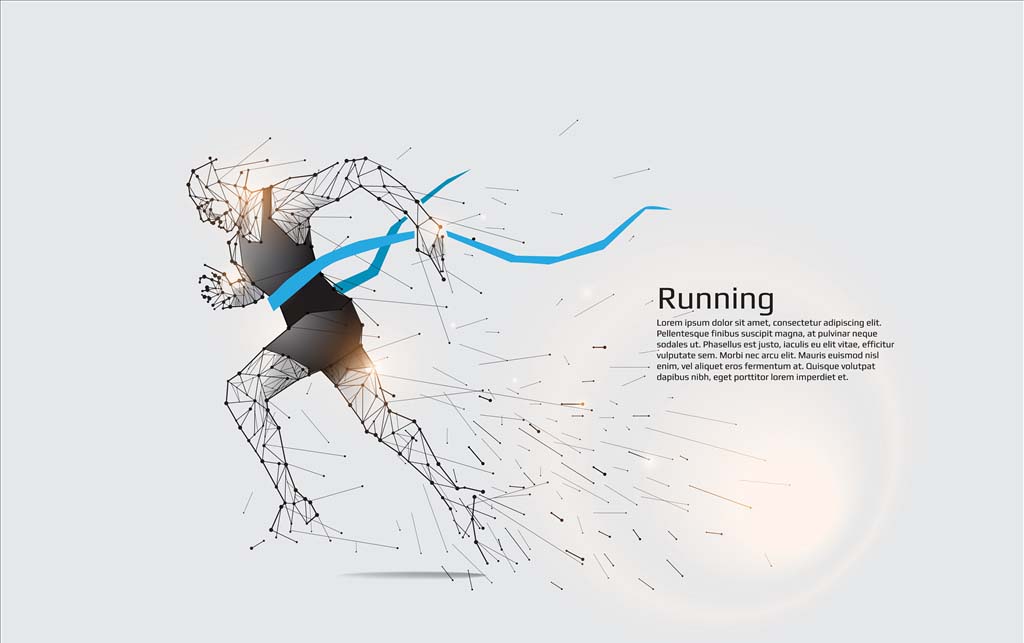 Running
Lorem ipsum dolor sit amet, consectetur adipiscing elit.
Pellentesque finibus suscipit magna, at pulvinar neque
sodales ut. Phasellus est justo, iaculis eu elit vitae, efficitur
vulputate sem. Morbi nec arcu elit. Mauris euismod nisl
enim, vel aliquet eros fermentum at. Quisque volutpat
dapibus nibh, eget porttitor lorem imperdiet et.